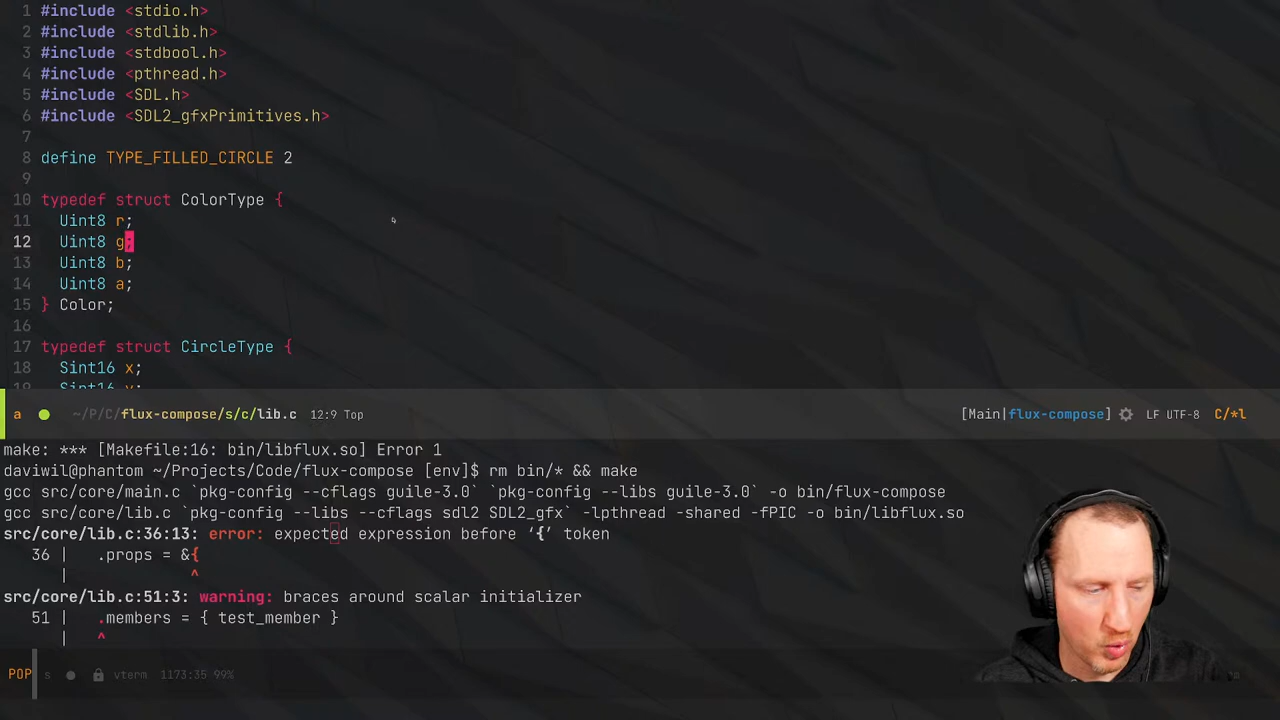 1 #include <stdio.h>
2 #include <stdlib.h>
3 #include <stdbool.h>
4 #include <pthread.h>
5 #include <SDL.h>
6 #include <SDL2_gfxPrimitives.h>
7
8 define TYPE_FILLED_CIRCLE 2
9
10 typedef struct ColorType {
11 Uint8 r;
12 Uint8 g;
13 Uint8 b;
14 Uint8 a;
15 } Color;
16
17 typedef struct CircleType {
18 Sint16 x;
19 Sint16 y;
a ~/P/C/flux-compose/s/c/lib.c 12:9 Top [Main|flux-compose] LF UTF-8 C/*l
make: *** [Makefile:16: bin/libflux.so] Error 1
daviwil@phantom ~/Projects/Code/flux-compose [env]$ rm bin/* && make
gcc src/core/main.c `pkg-config --cflags guile-3.0` `pkg-config --libs guile-3.0` -o bin/flux-compose
gcc src/core/lib.c `pkg-config --libs --cflags sdl2 SDL2_gfx` -lpthread -shared -fPIC -o bin/libflux.so
src/core/lib.c:36:13: error: expected expression before ‘{’ token
36 | .props = &{
| ^
src/core/lib.c:51:3: warning: braces around scalar initializer
51 | .members = { test_member }
| ^
POP s vterm 1173:35 99%